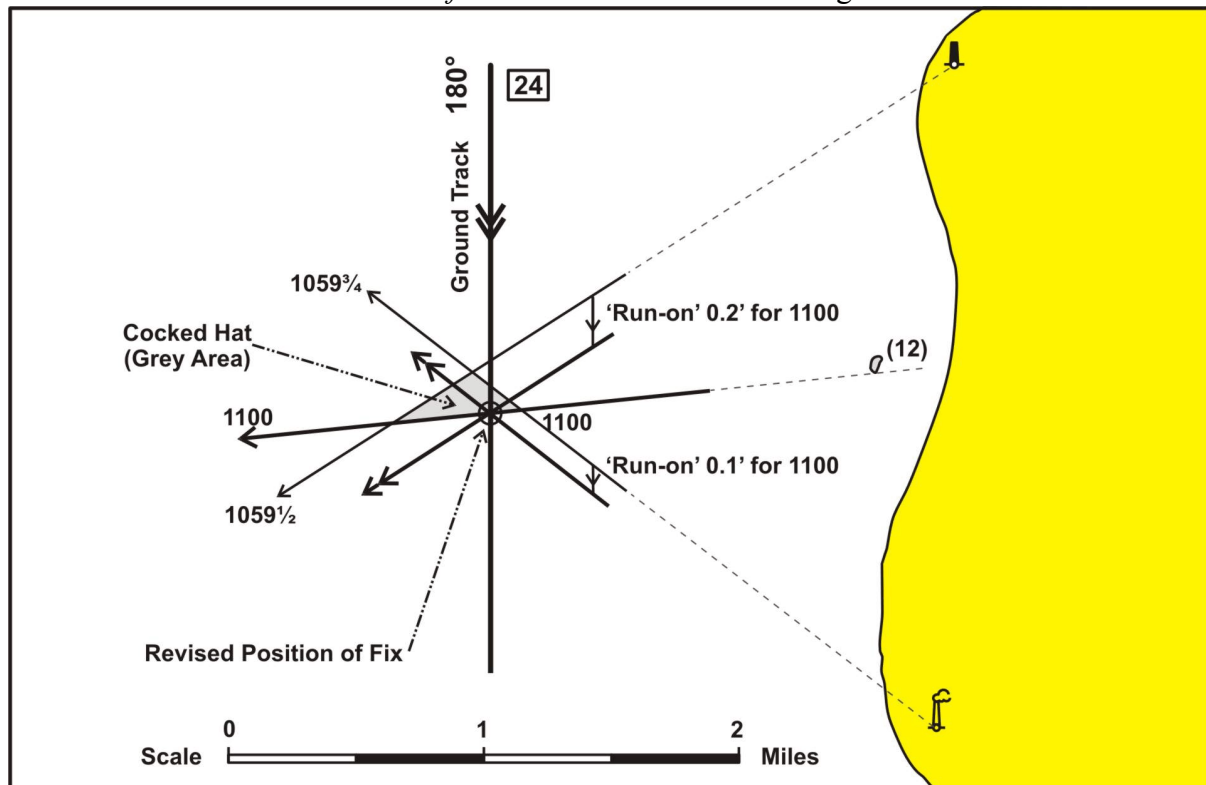 180°
24
Ground Track
1059¾
'Run-on' 0.2' for 1100
Cocked Hat
(Grey Area)
(12)
1100
1100
'Run-on' 0.1' for 1100
1059½
Revised Position of Fix
0 1 2
Scale Miles